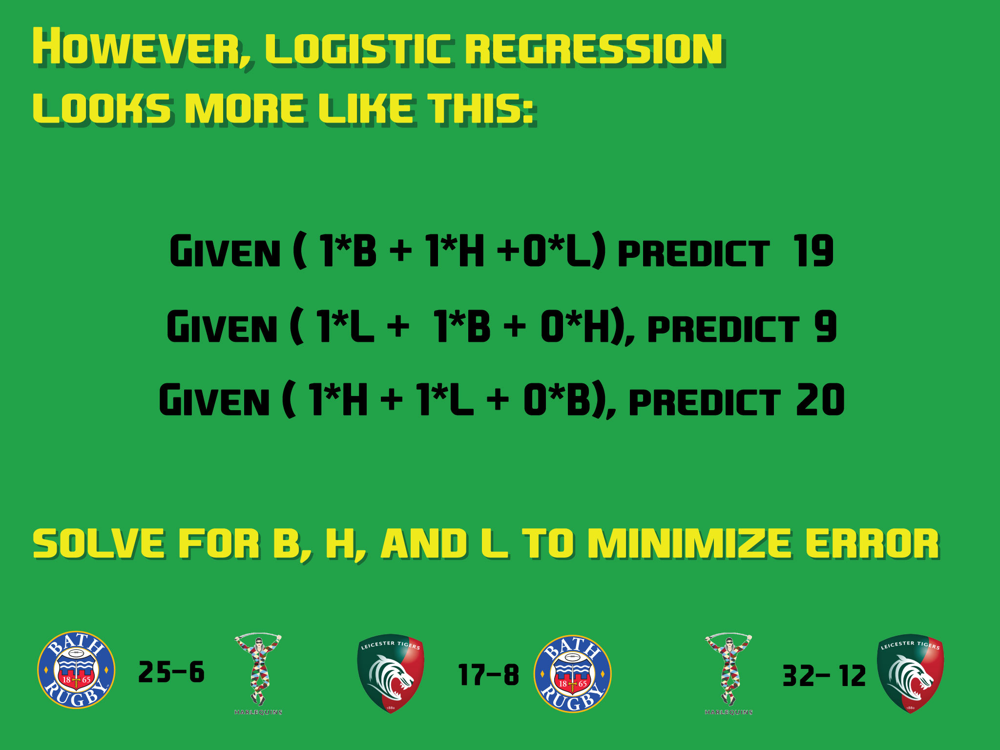 However, logistic regression
looks more like this:
Given ( 1*B + 1*H +0*L) predict 19
Given ( 1*L + 1*B + 0*H), predict 9
Given ( 1*H + 1*L + 0*B), predict 20
solve for B, H, and L to minimize error
BATH
18 65
RUGBY
TM
25-6
HARLEQUINS
LEICESTER TIGERS
1880
17-8
BATH
18 65
RUGBY
TM
HARLEQUINS
32- 12
LEICESTER TIGERS
1880